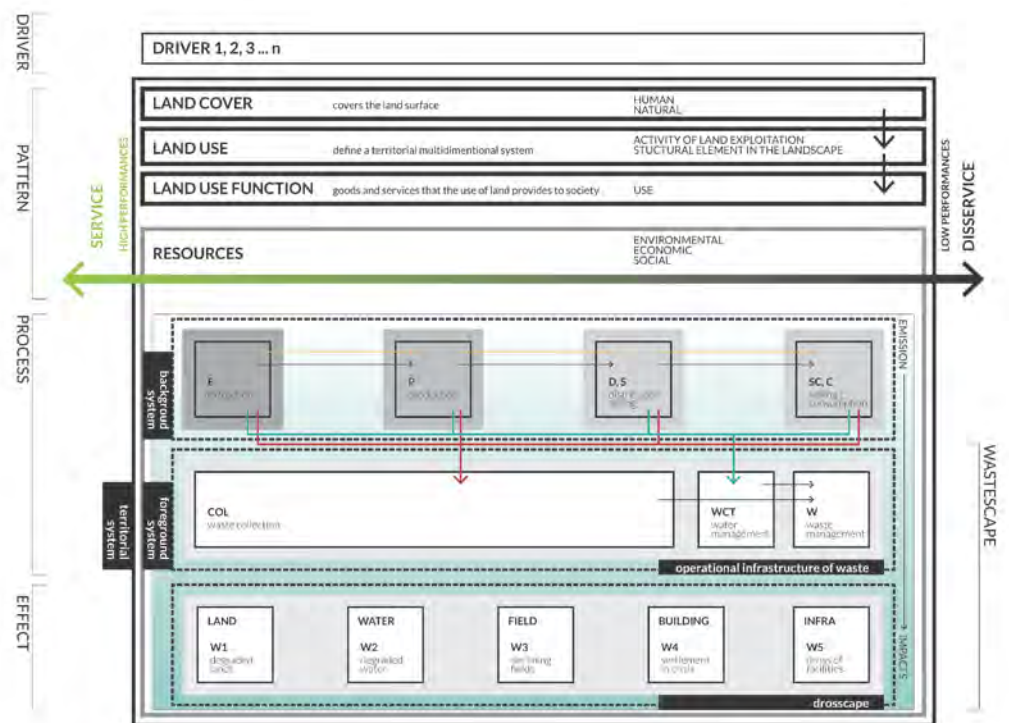 DRIVER
DRIVER 1, 2, 3 ... n
PATTERN
LAND COVER
covers the land surface
HUMAN
NATURAL
LAND USE
define a territorial multidimentional system
ACTIVITY OF LAND EXPLOITATION
STUCTURAL ELEMENT IN THE LANDSCAPE
LAND USE FUNCTION
goods and services that the use of land provides to society
USE
SERVICE
HIGH PERFORMANCES
LOW PERFORMANCES
DISSERVICE
RESOURCES
ENVIRONMENTAL
ECONOMIC
SOCIAL
PROCESS
backgroud
system
E
P
production
D, S
SC, C
consumption
EMISSION
territorial
system
foreground
system
COL
waste collection
WCT
water
management
W
waste
management
operational infrastructure of waste
WASTESCAPE
EFFECT
LAND
W1
degraded
lands
WATER
W2
degraded
water
FIELD
W3
declining
fields
BUILDING
W4
settlement
in crisis
INFRA
W5
facilities
IMPACTS
drosscape